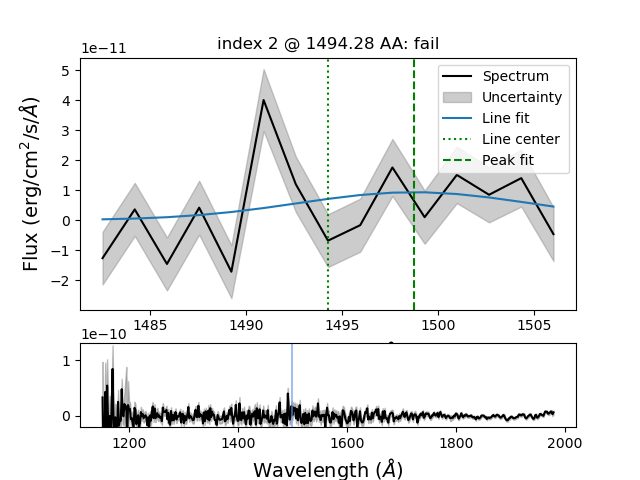 index 2 @ 1494.28 AA: fail
1e−11
5
4
3
2
1
0
−1
−2
Flux (erg/cm²/s/Å)
Spectrum
Uncertainty
Line fit
Line center
Peak fit
1485 1490 1495 1500 1505
1e−10
1
0
1200 1400 1600 1800 2000
Wavelength (Å)